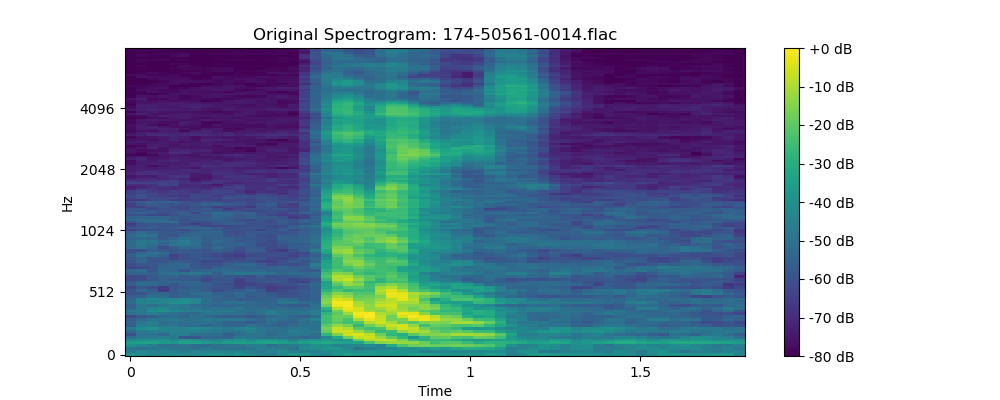 Original Spectrogram: 174-50561-0014.flac
Hz
4096
2048
1024
512
0
0
0.5
1
1.5
Time
+0 dB
-10 dB
-20 dB
-30 dB
-40 dB
-50 dB
-60 dB
-70 dB
-80 dB